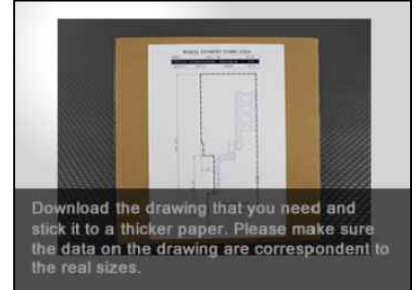 Download the drawing that you need and
stick it to a thicker paper. Please make sure
the data on the drawing are correspondent to
the real sizes.